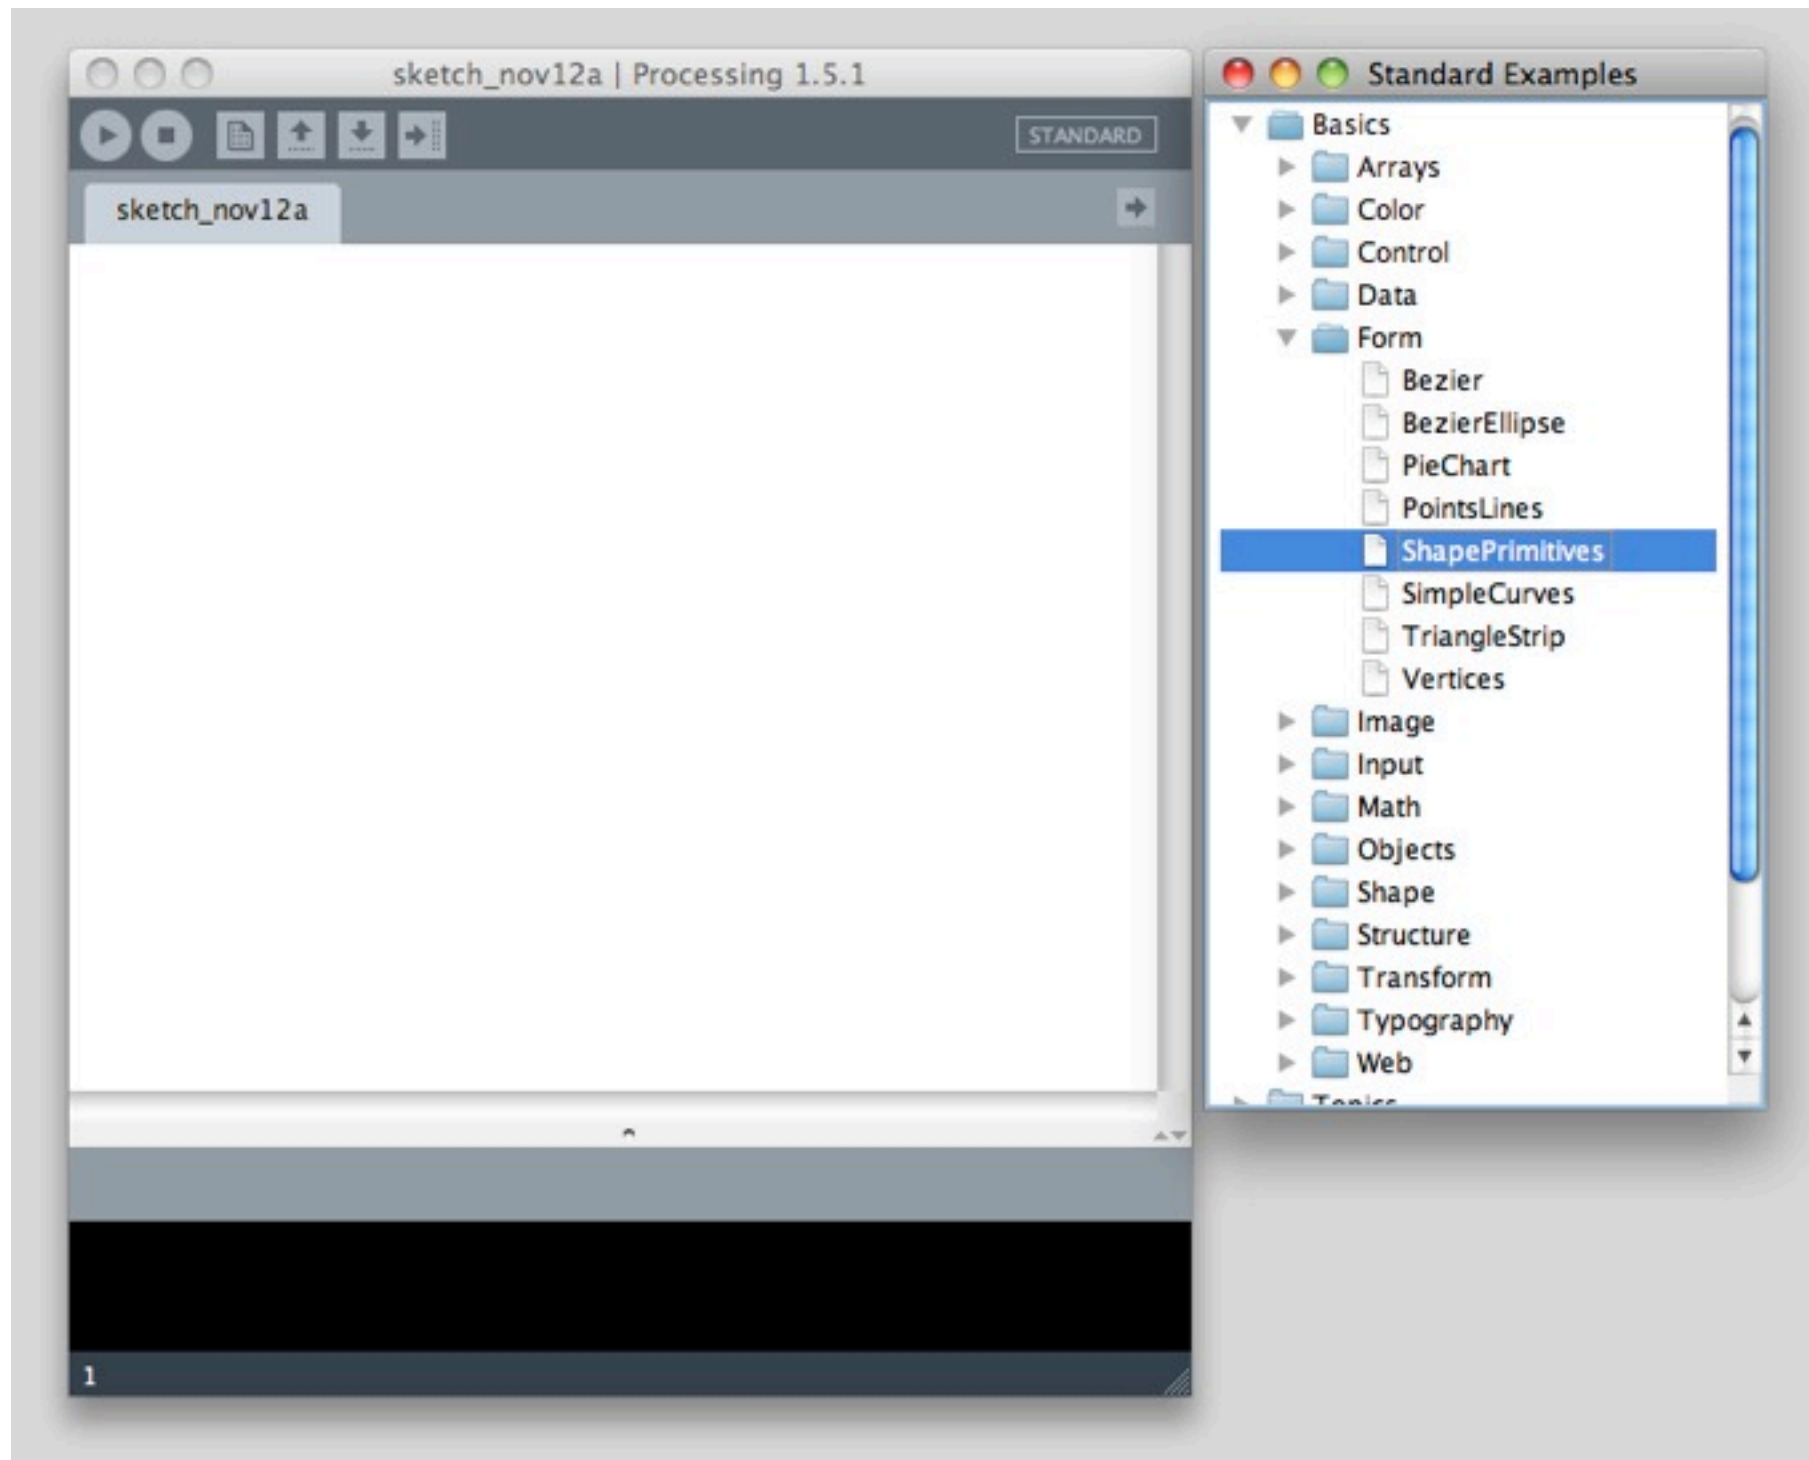 sketch_nov12a | Processing 1.5.1
STANDARD
sketch_nov12a
1
Standard Examples
Basics
Arrays
Color
Control
Data
Form
Bezier
BezierEllipse
PieChart
PointsLines
ShapePrimitives
SimpleCurves
TriangleStrip
Vertices
Image
Input
Math
Objects
Shape
Structure
Transform
Typography
Web
Topics